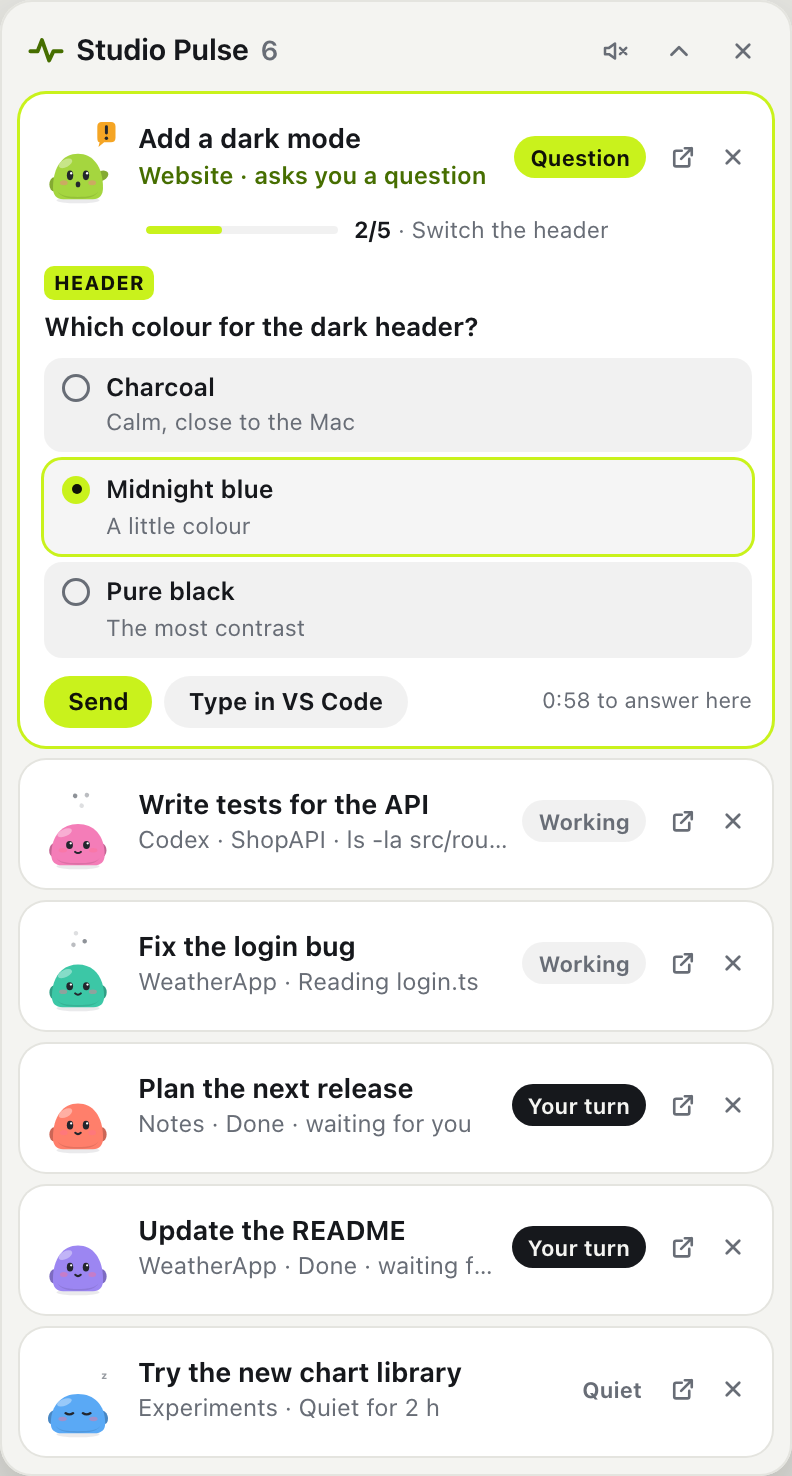 Studio Pulse 6
Add a dark mode
Website · asks you a question
Question
2/5 · Switch the header
HEADER
Which colour for the dark header?
Charcoal
Calm, close to the Mac
Midnight blue
A little colour
Pure black
The most contrast
Send
Type in VS Code
0:58 to answer here
Write tests for the API
Codex · ShopAPI · ls -la src/rou...
Working
Fix the login bug
WeatherApp · Reading login.ts
Working
Plan the next release
Notes · Done · waiting for you
Your turn
Update the README
WeatherApp · Done · waiting f...
Your turn
z
Try the new chart library
Experiments · Quiet for 2 h
Quiet